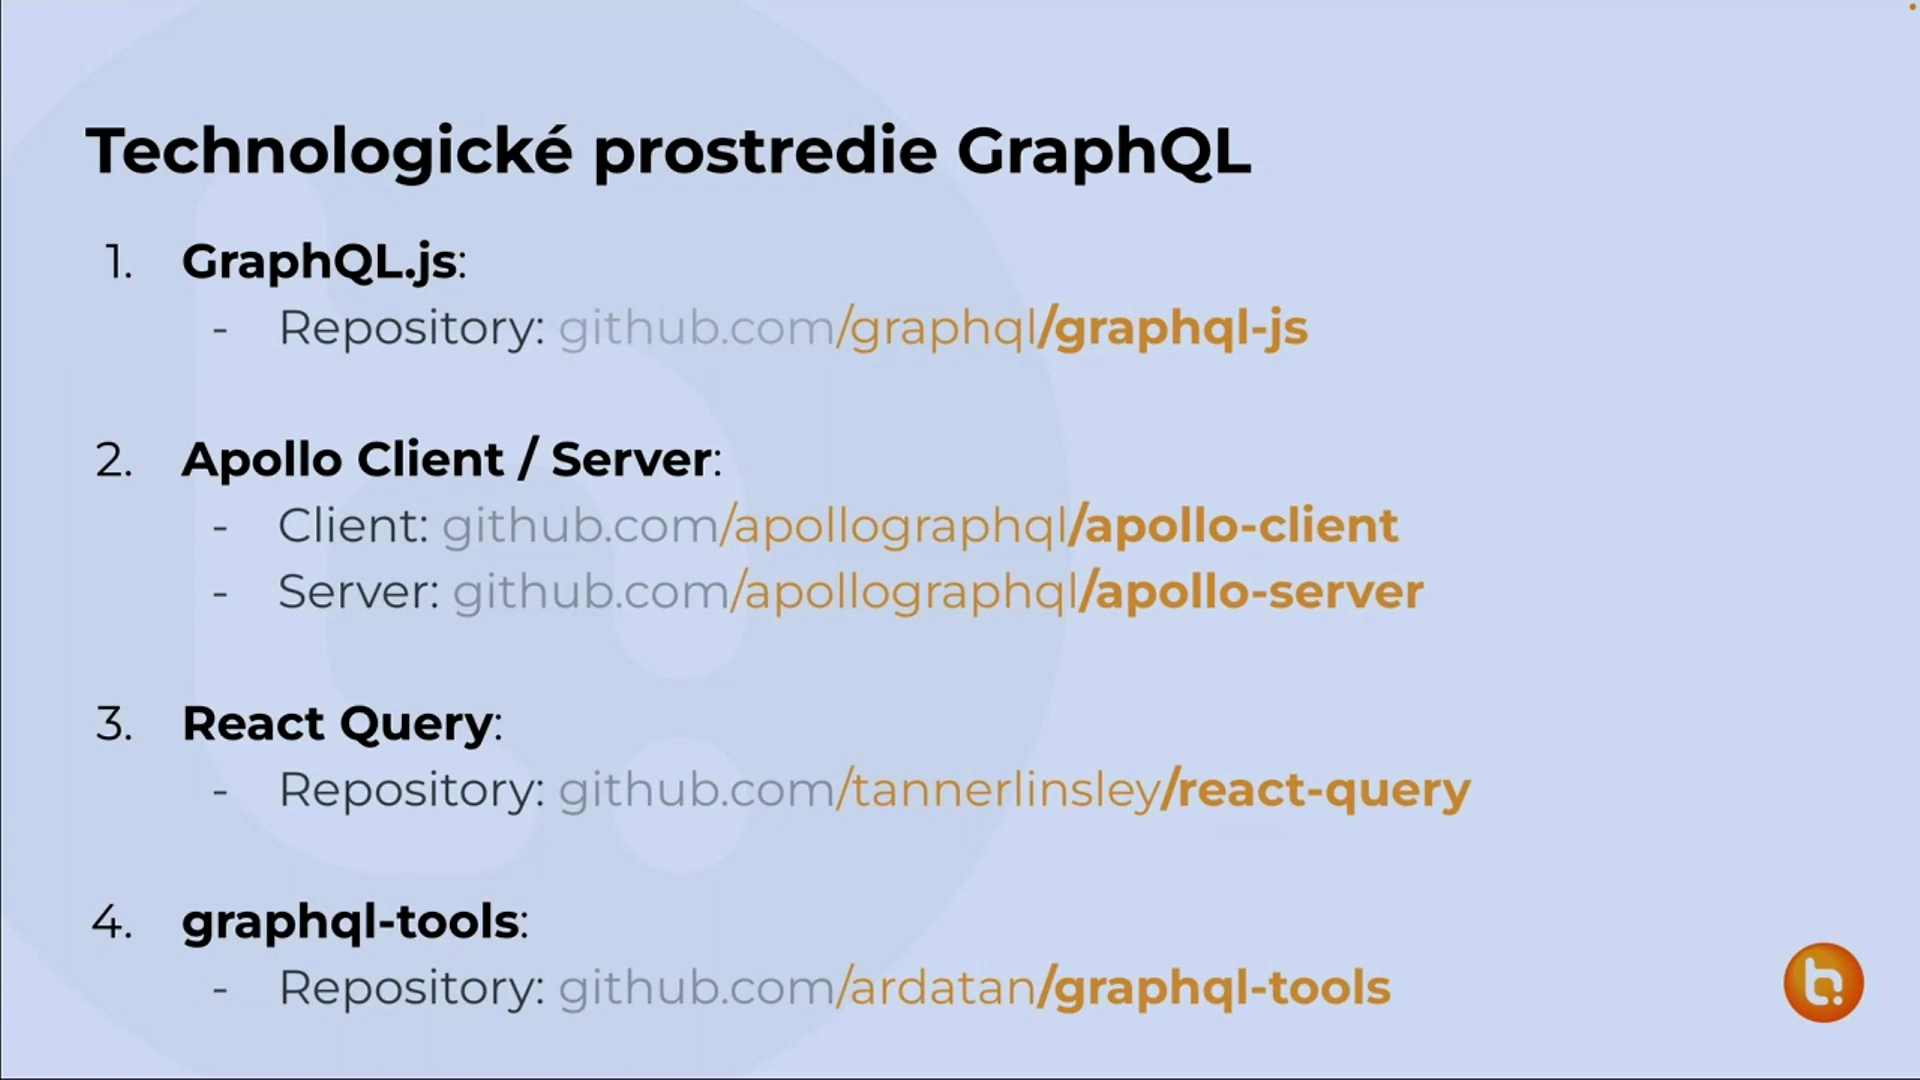 Technologické prostredie GraphQL
1. GraphQL.js:
- Repository: github.com/graphql/graphql-js
2. Apollo Client / Server:
- Client: github.com/apollographql/apollo-client
- Server: github.com/apollographql/apollo-server
3. React Query:
- Repository: github.com/tannerlinsley/react-query
4. graphql-tools:
- Repository: github.com/ardatan/graphql-tools